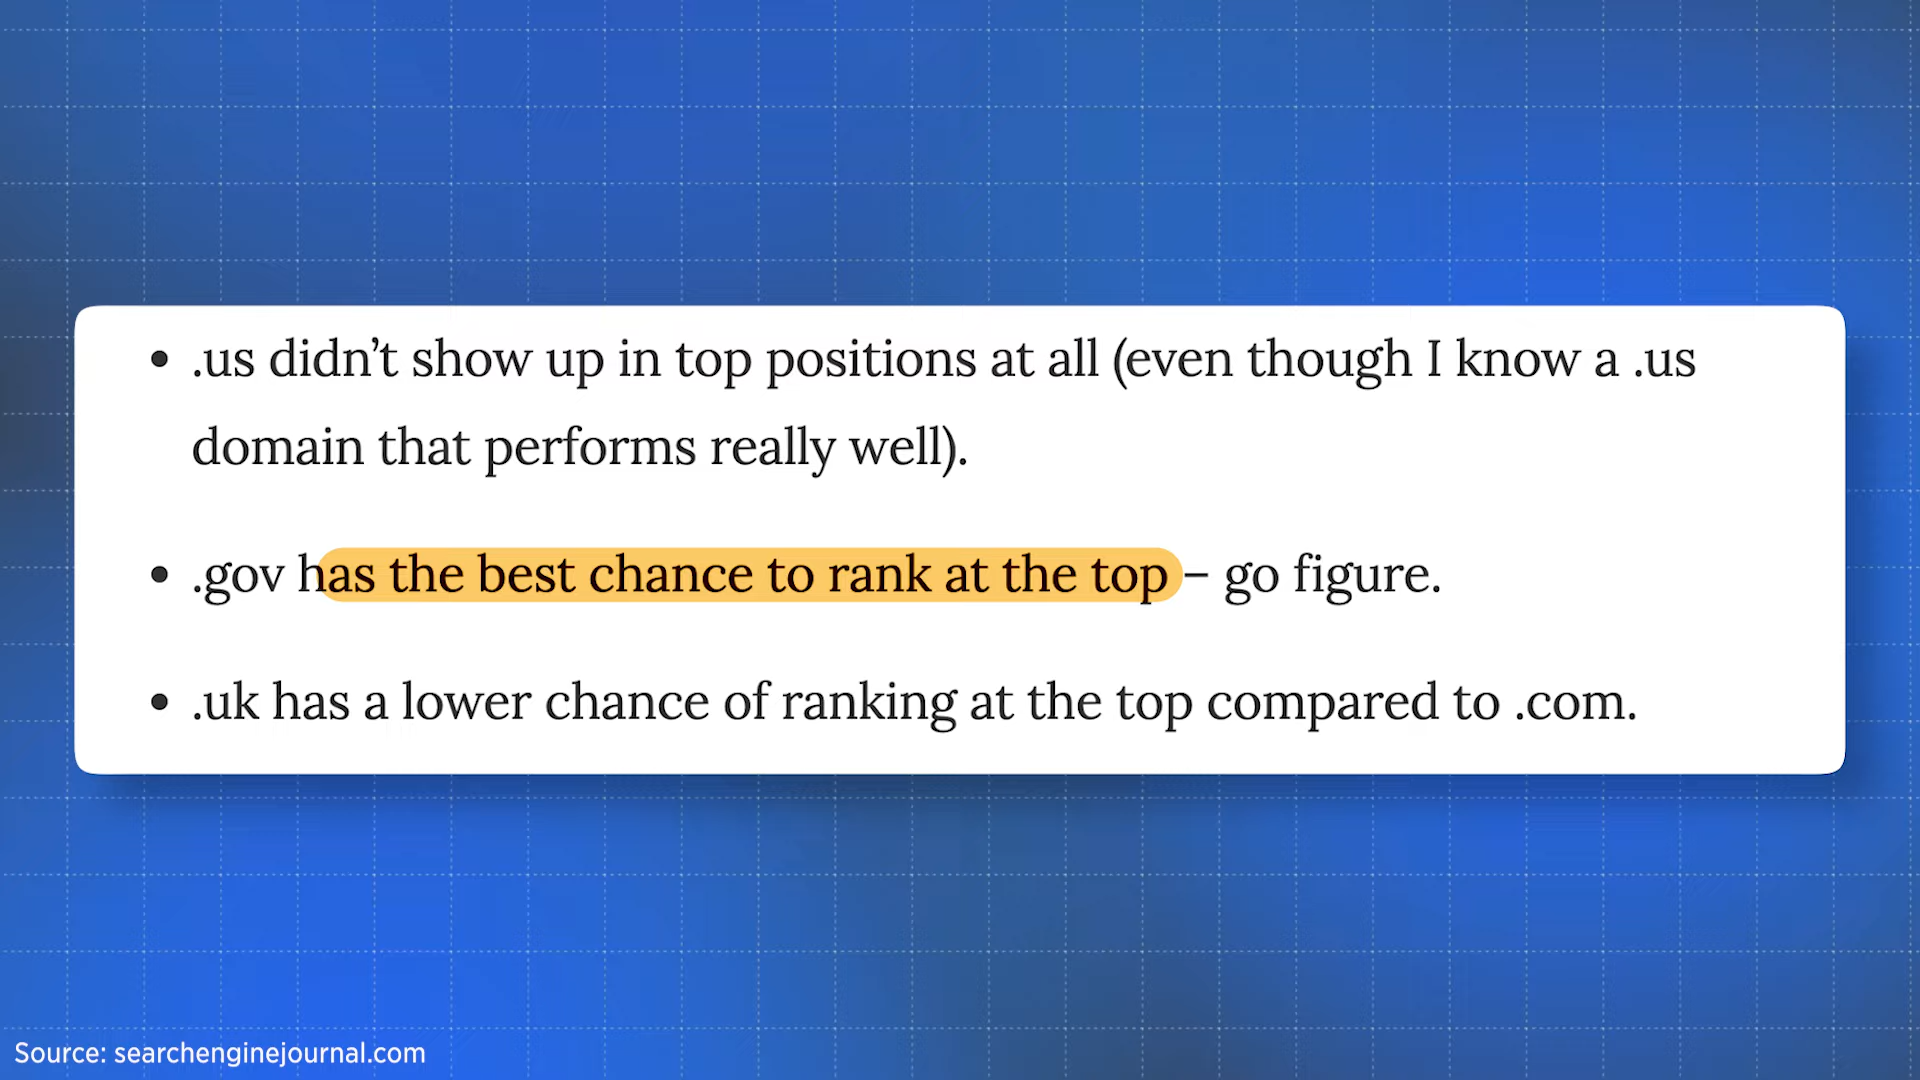 • .us didn’t show up in top positions at all (even though I know a .us
domain that performs really well).
• .gov has the best chance to rank at the top – go figure.
• .uk has a lower chance of ranking at the top compared to .com.
Source: searchenginejournal.com